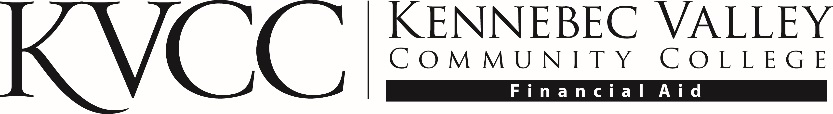 KVCC
KENNEBEC VALLEY
COMMUNITY COLLEGE
Financial Aid